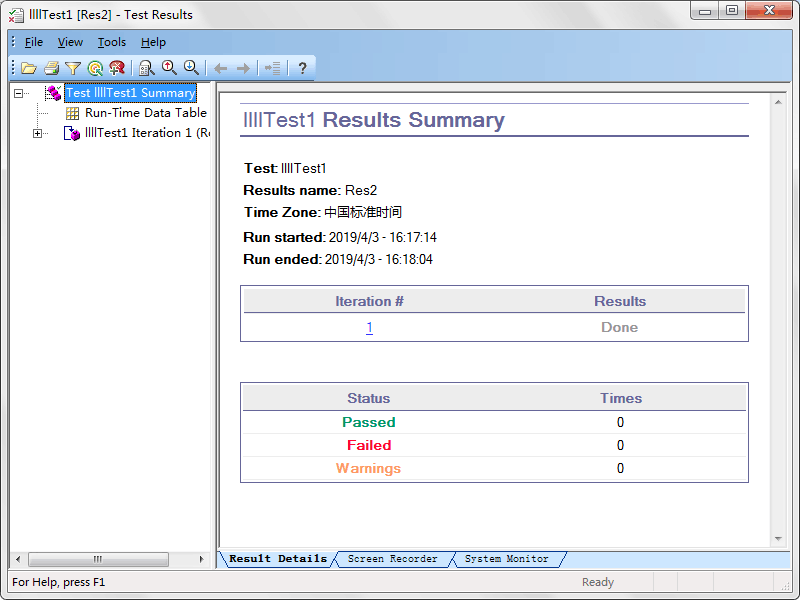 llllTest1 [Res2] - Test Results
File View Tools Help
Test llllTest1 Summary
Run-Time Data Table
llllTest1 Iteration 1 (Re
llllTest1 Results Summary
Test: llllTest1
Results name: Res2
Time Zone: 中国标准时间
Run started: 2019/4/3 - 16:17:14
Run ended: 2019/4/3 - 16:18:04
Iteration # Results
1 Done
Status Times
Passed 0
Failed 0
Warnings 0
Result Details Screen Recorder System Monitor
For Help, press F1 Ready